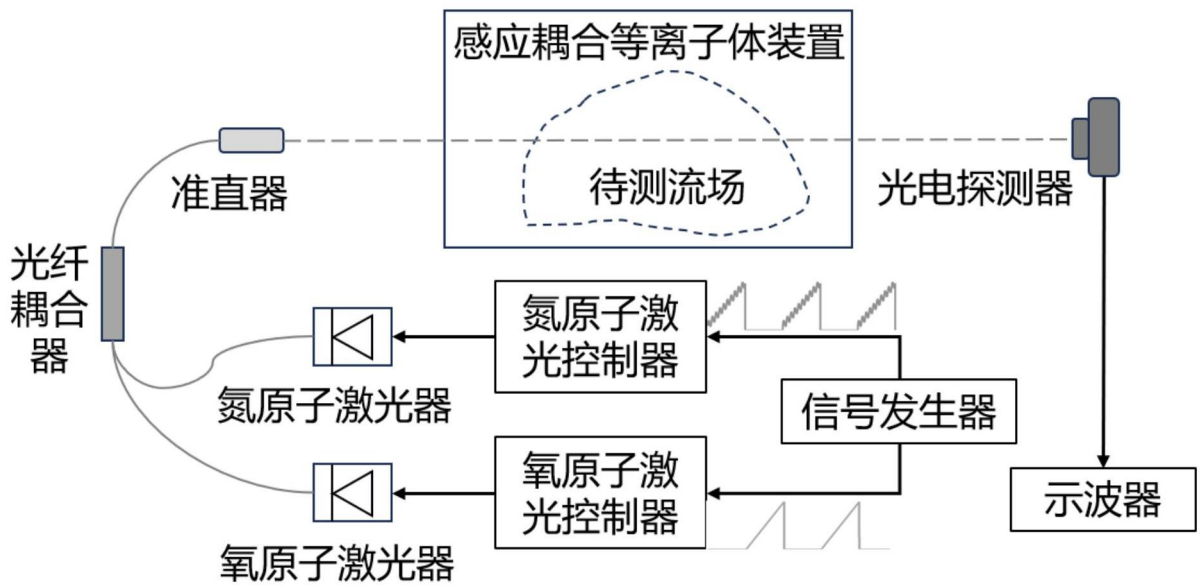 感应耦合等离子体装置
待测流场
准直器
光电探测器
光纤
耦合
器
氮原子激
光控制器
氮原子激光器
信号发生器
氧原子激
光控制器
氧原子激光器
示波器